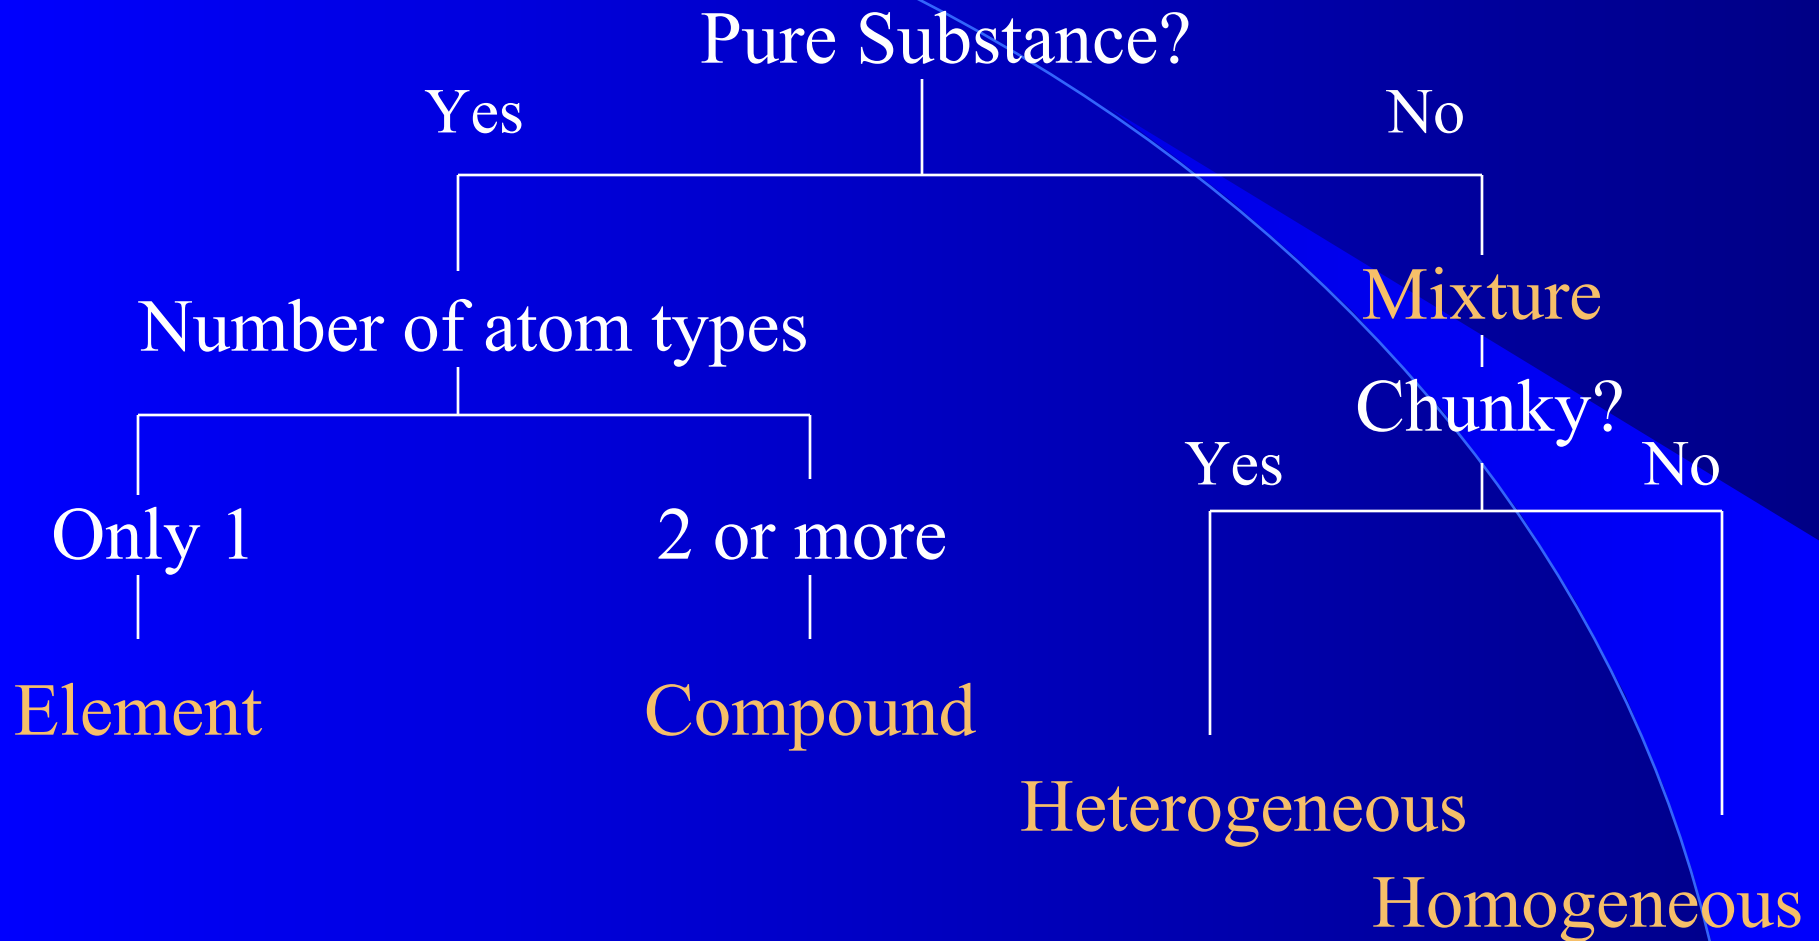 Pure Substance?
Yes
No
Number of atom types
Mixture
Chunky?
Yes
No
Only 1
2 or more
Element
Compound
Heterogeneous
Homogeneous